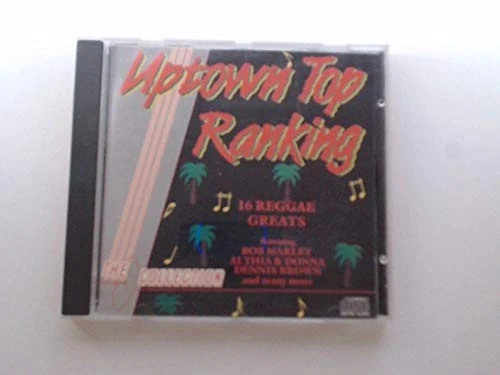 Uptown Top
Ranking
16 REGGAE
GREATS
featuring
BOB MARLEY
ALTHIA & DONNA
DENNIS BROWN
and many more
THE COLLECTION